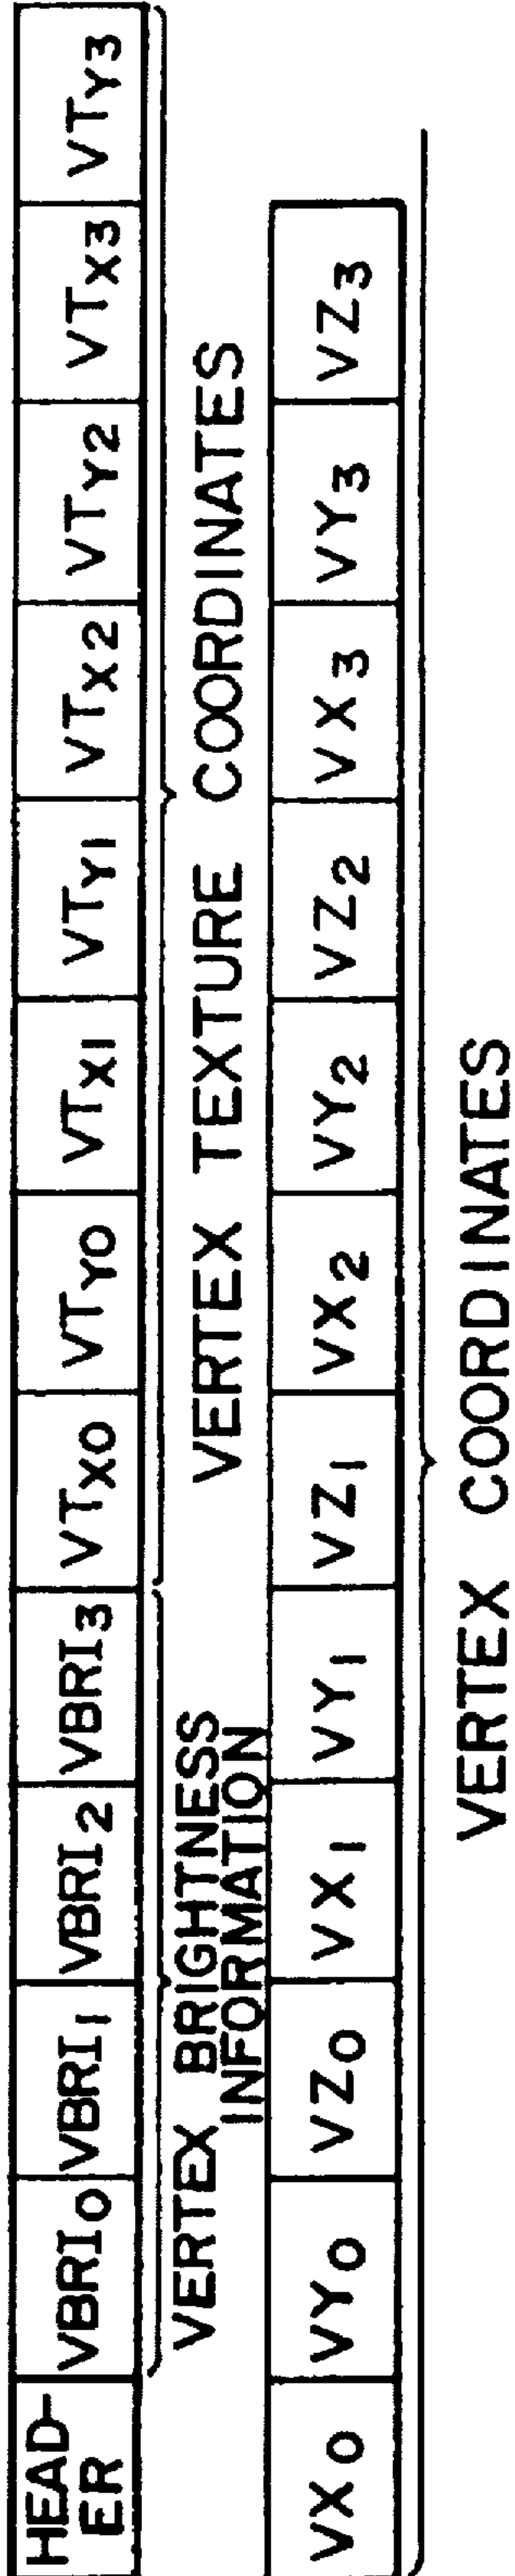 HEAD-
ER VBRI0 VBRI1 VBRI2 VBRI3 VTX0 VTY0 VTX1 VTY1 VTX2 VTY2 VTX3 VTY3
VERTEX BRIGHTNESS
INFORMATION
VERTEX TEXTURE COORDINATES
VX0 VY0 VZ0 VX1 VY1 VZ1 VX2 VY2 VZ2 VX3 VY3 VZ3
VERTEX COORDINATES